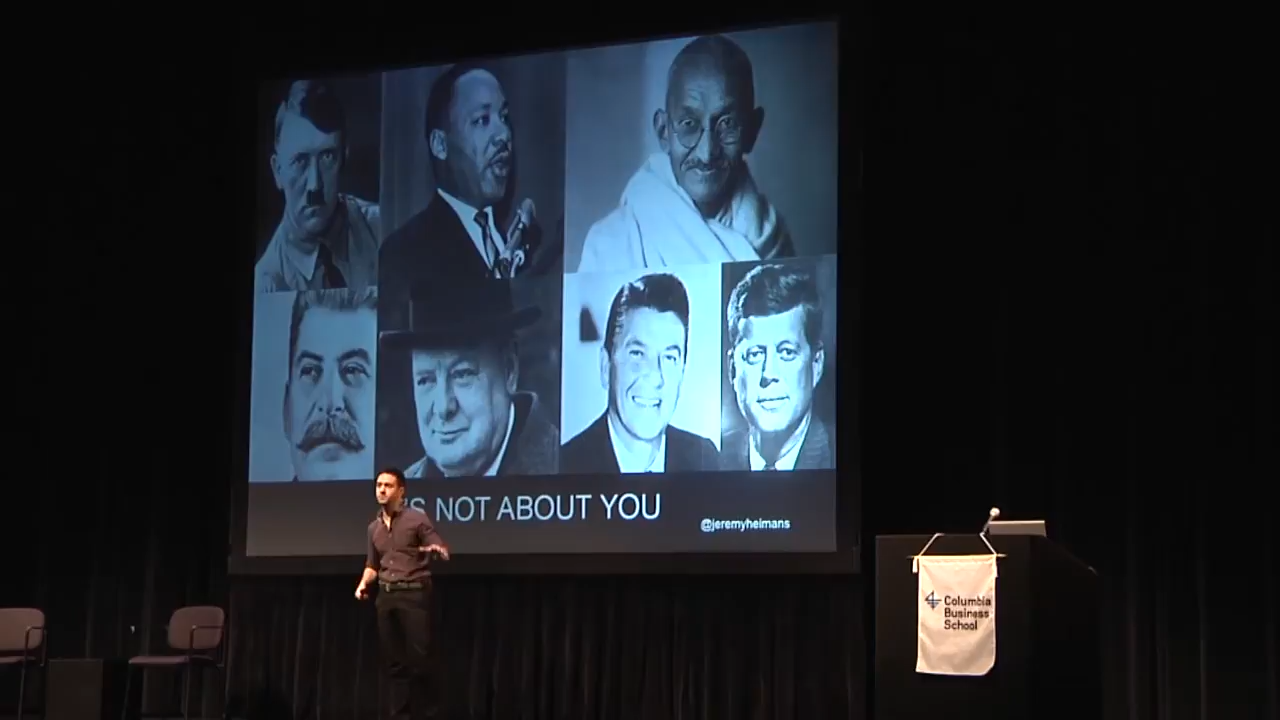 'S NOT ABOUT YOU
@jeremyheimans
Columbia
Business
School